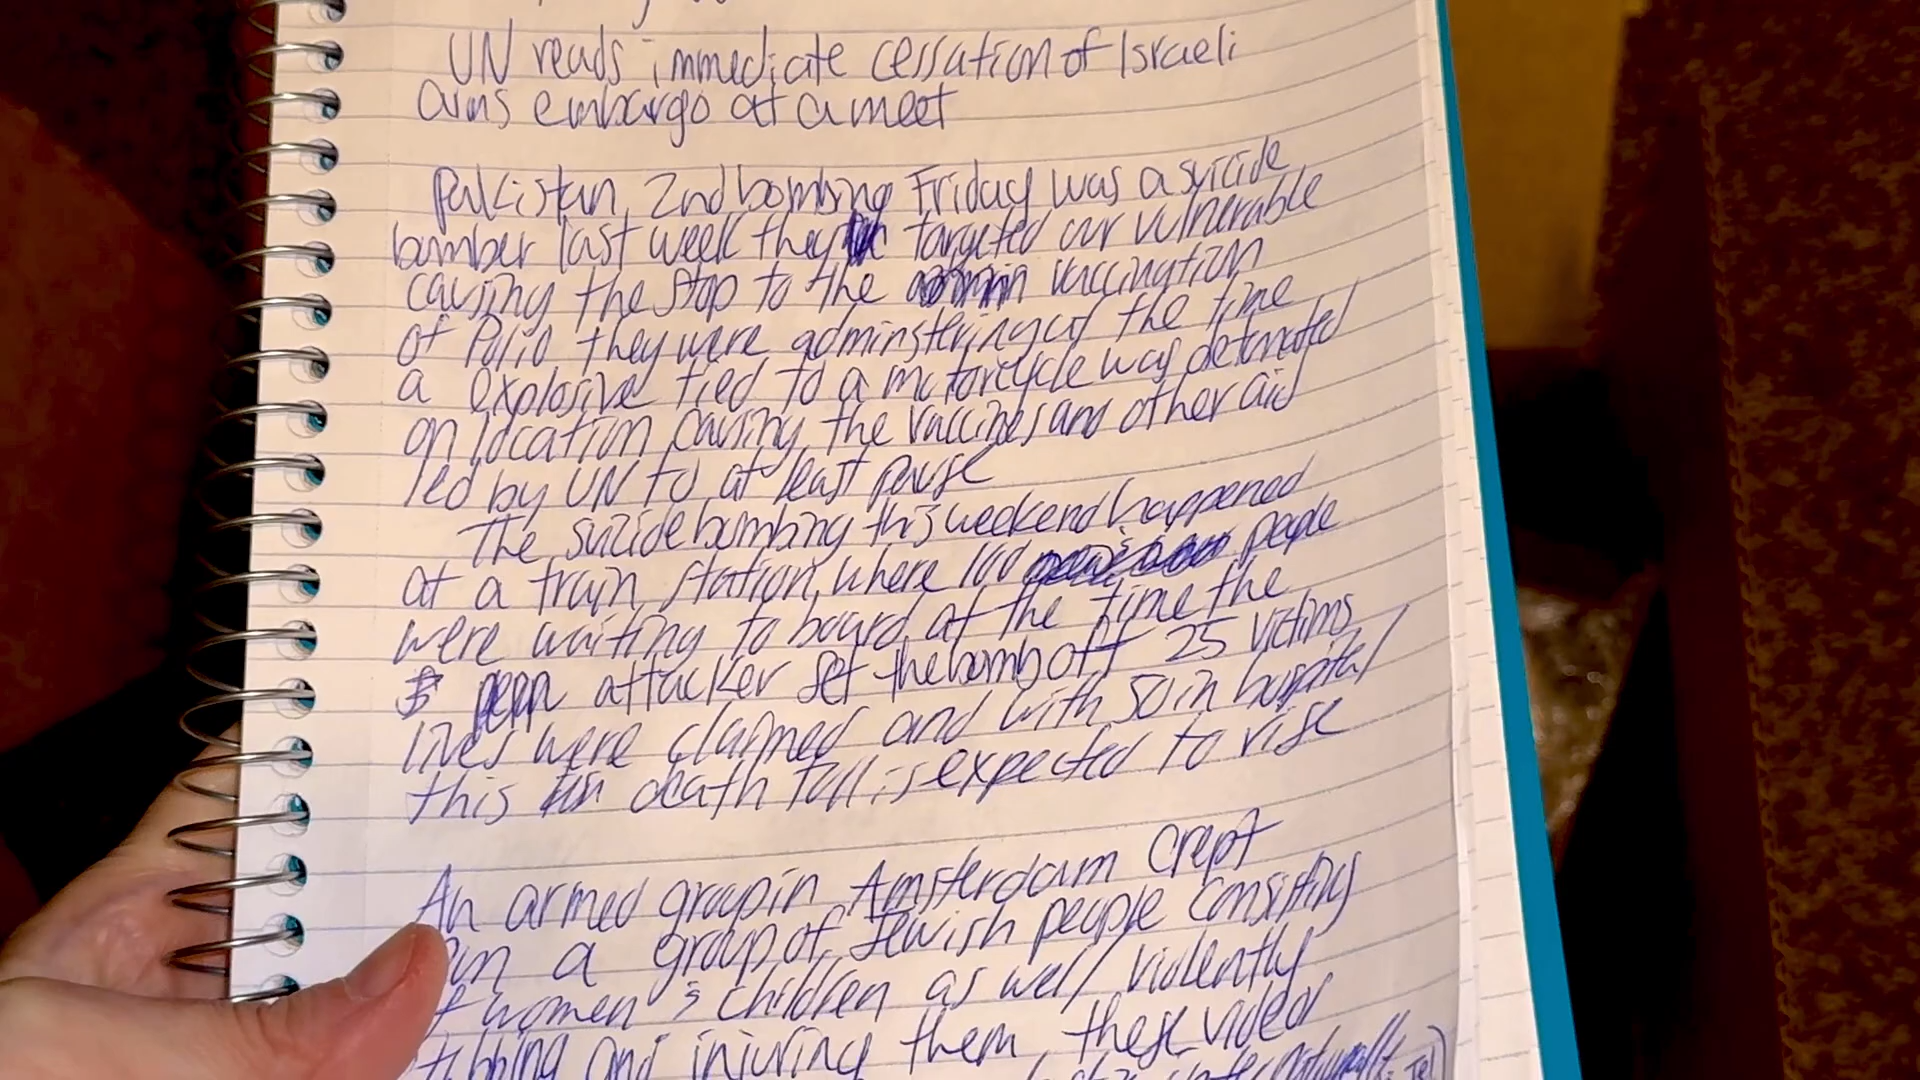 UN reads immediate cessation of Israeli
arms embargo at a meet
Pakistan, 2nd bombing Friday was a suicide
bomber last week they targeted our vulnerable
causing the stop to the vaccination
of Polio they were adminstering at the time
a explosive tied to a motorcycle was detonated
on location causing the vaccines and other aid
led by UN to at least pause
The suicide bombing this weekend happened
at a train station, where 100 people
were waiting to board at the time the
attacker set the bomb off 25 victims
lives were claimed and with 50 in hospital
this death toll is expected to rise
An armed group in Amsterdam crept
a group of Jewish people consisting
women & children as well violently
and injuring them, these video